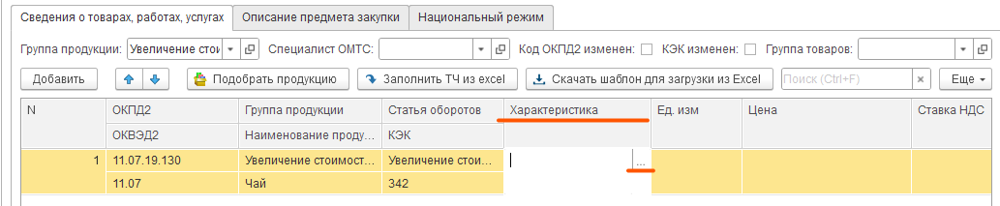 Сведения о товарах, работах, услугах Описание предмета закупки Национальный режим
Группа продукции: Увеличение стои Специалист ОМТС: Код ОКПД2 изменен: КЭК изменен: Группа товаров:
Добавить Подобрать продукцию Заполнить ТЧ из excel Скачать шаблон для загрузки из Excel Поиск (Ctrl+F) × Еще
N ОКПД2 Группа продукции Статья оборотов Характеристика Ед. изм Цена Ставка НДС
ОКВЭД2 Наименование проду... КЭК
1 11.07.19.130 Увеличение стоимост... Увеличение стои... ...
11.07 Чай 342